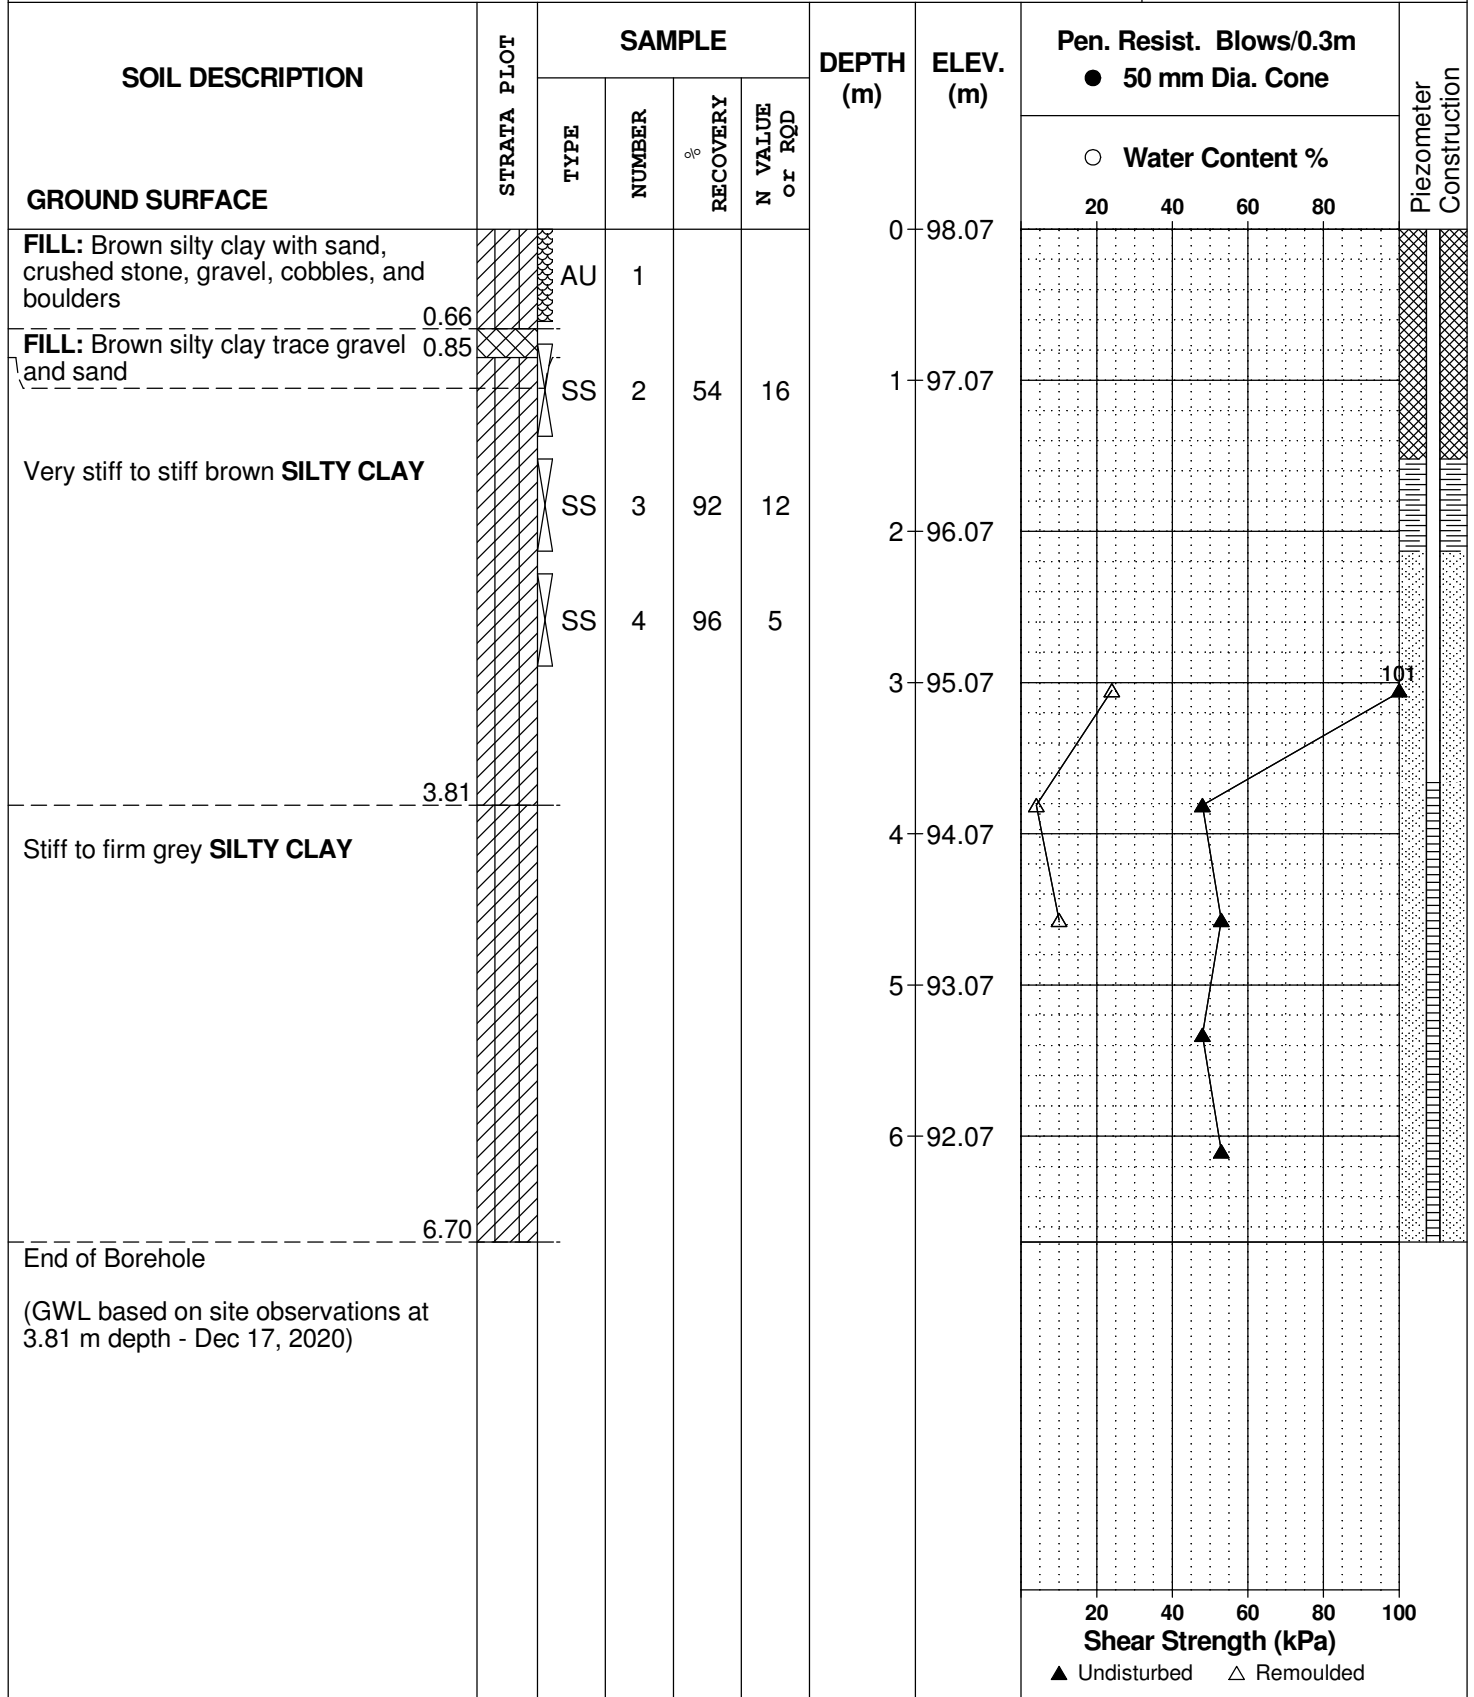 SOIL DESCRIPTION
GROUND SURFACE
STRATA PLOT
SAMPLE
TYPE
NUMBER
% RECOVERY
N VALUE
or RQD
DEPTH
(m)
ELEV.
(m)
Pen. Resist. Blows/0.3m
● 50 mm Dia. Cone
○ Water Content %
20 40 60 80
Piezometer
Construction
0 98.07
FILL: Brown silty clay with sand,
crushed stone, gravel, cobbles, and
boulders
0.66
AU 1
FILL: Brown silty clay trace gravel
and sand
0.85
1 97.07
SS 2 54 16
Very stiff to stiff brown SILTY CLAY
SS 3 92 12
2 96.07
SS 4 96 5
3 95.07
101
3.81
4 94.07
Stiff to firm grey SILTY CLAY
5 93.07
6 92.07
6.70
End of Borehole
(GWL based on site observations at
3.81 m depth - Dec 17, 2020)
20 40 60 80 100
Shear Strength (kPa)
▲ Undisturbed △ Remoulded